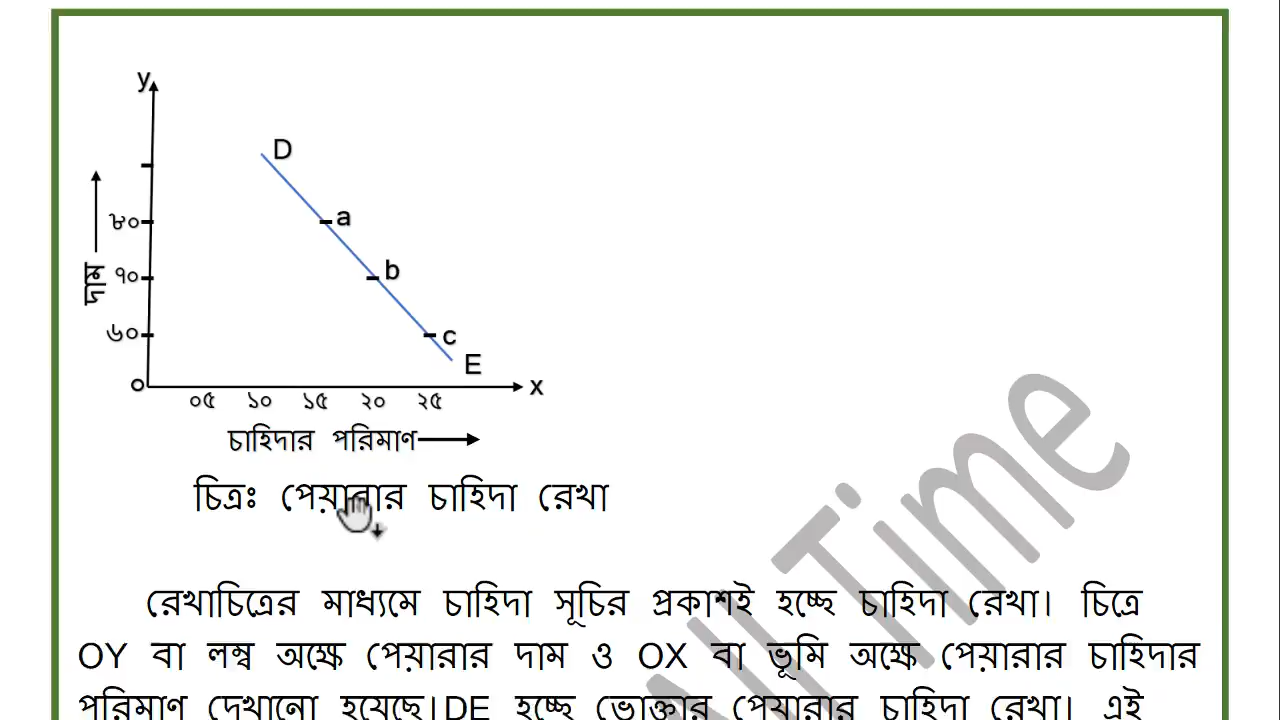 y
D
দাম
৮০
a
৭০
b
৬০
c
E
০
x
০৫ ১০ ১৫ ২০ ২৫
চাহিদার পরিমাণ
চিত্রঃ পেয়ারার চাহিদা রেখা
রেখাচিত্রের মাধ্যমে চাহিদা সূচির প্রকাশই হচ্ছে চাহিদা রেখা। চিত্রে
OY বা লম্ব অক্ষে পেয়ারার দাম ও OX বা ভূমি অক্ষে পেয়ারার চাহিদার
পরিমাণ দেখানো হয়েছে।DE হচ্ছে ভোক্তার পেয়ারার চাহিদা রেখা। এই
All Time